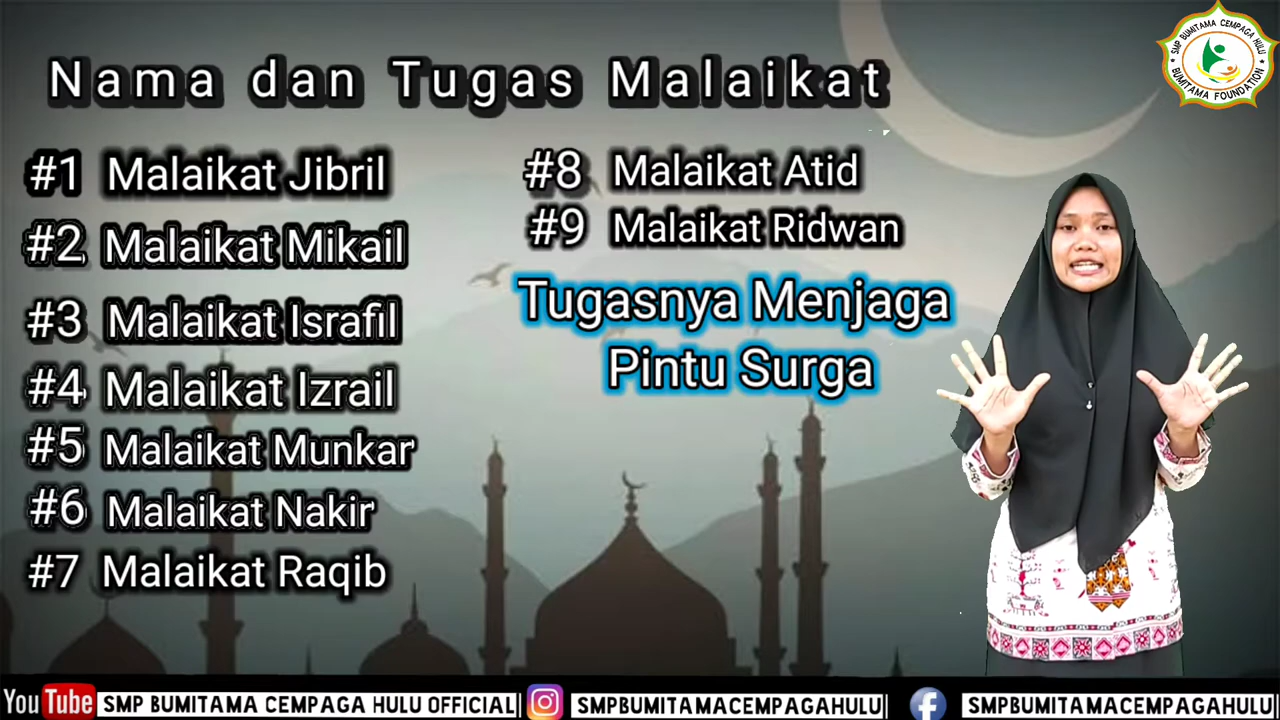 Nama dan Tugas Malaikat
#1 Malaikat Jibril
#2 Malaikat Mikail
#3 Malaikat Israfil
#4 Malaikat Izrail
#5 Malaikat Munkar
#6 Malaikat Nakir
#7 Malaikat Raqib
#8 Malaikat Atid
#9 Malaikat Ridwan
Tugasnya Menjaga
Pintu Surga
SMP BUMITAMA CEMPAGA HULU
BUMITAMA FOUNDATION
YouTube SMP BUMITAMA CEMPAGA HULU OFFICIAL
SMPBUMITAMACEMPAGAHULU
SMPBUMITAMACEMPAGAHULU